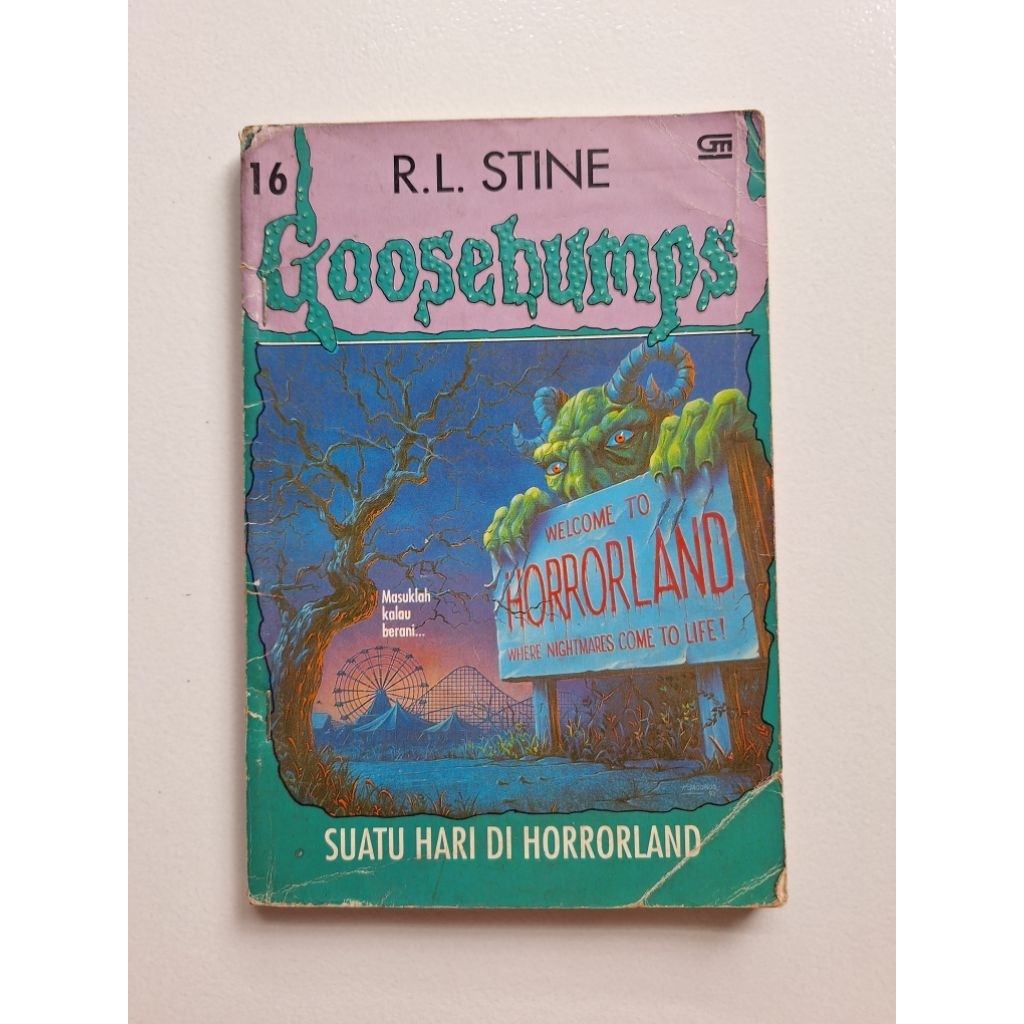 16
R.L. STINE
GM
Goosebumps
WELCOME TO
HORRORLAND
WHERE NIGHTMARES COME TO LIFE!
Masuklah
kalau
berani...
SUATU HARI DI HORRORLAND